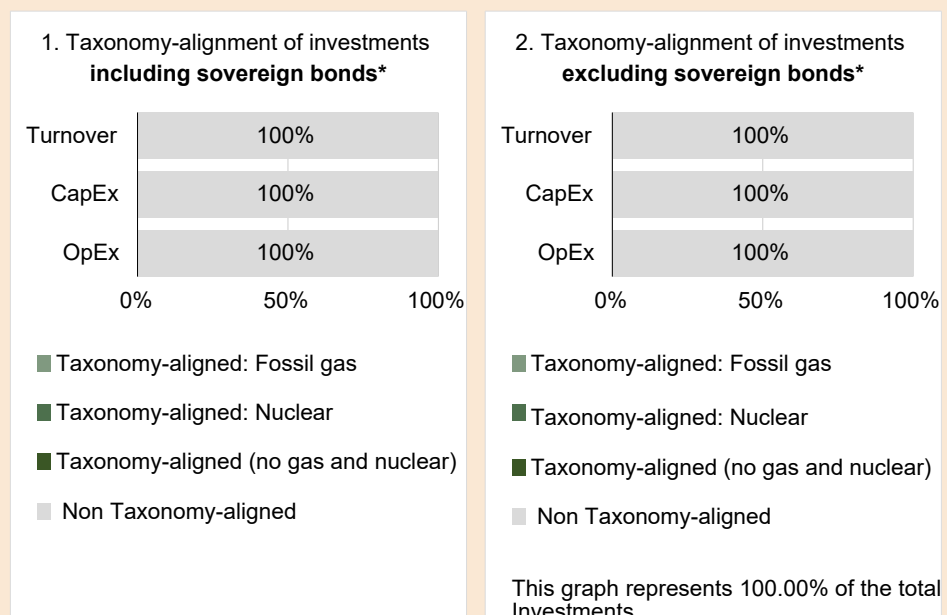 1. Taxonomy-alignment of investments
including sovereign bonds*
Turnover 100%
CapEx 100%
OpEx 100%
0% 50% 100%
Taxonomy-aligned: Fossil gas
Taxonomy-aligned: Nuclear
Taxonomy-aligned (no gas and nuclear)
Non Taxonomy-aligned
2. Taxonomy-alignment of investments
excluding sovereign bonds*
Turnover 100%
CapEx 100%
OpEx 100%
0% 50% 100%
Taxonomy-aligned: Fossil gas
Taxonomy-aligned: Nuclear
Taxonomy-aligned (no gas and nuclear)
Non Taxonomy-aligned
This graph represents 100.00% of the total
Investments